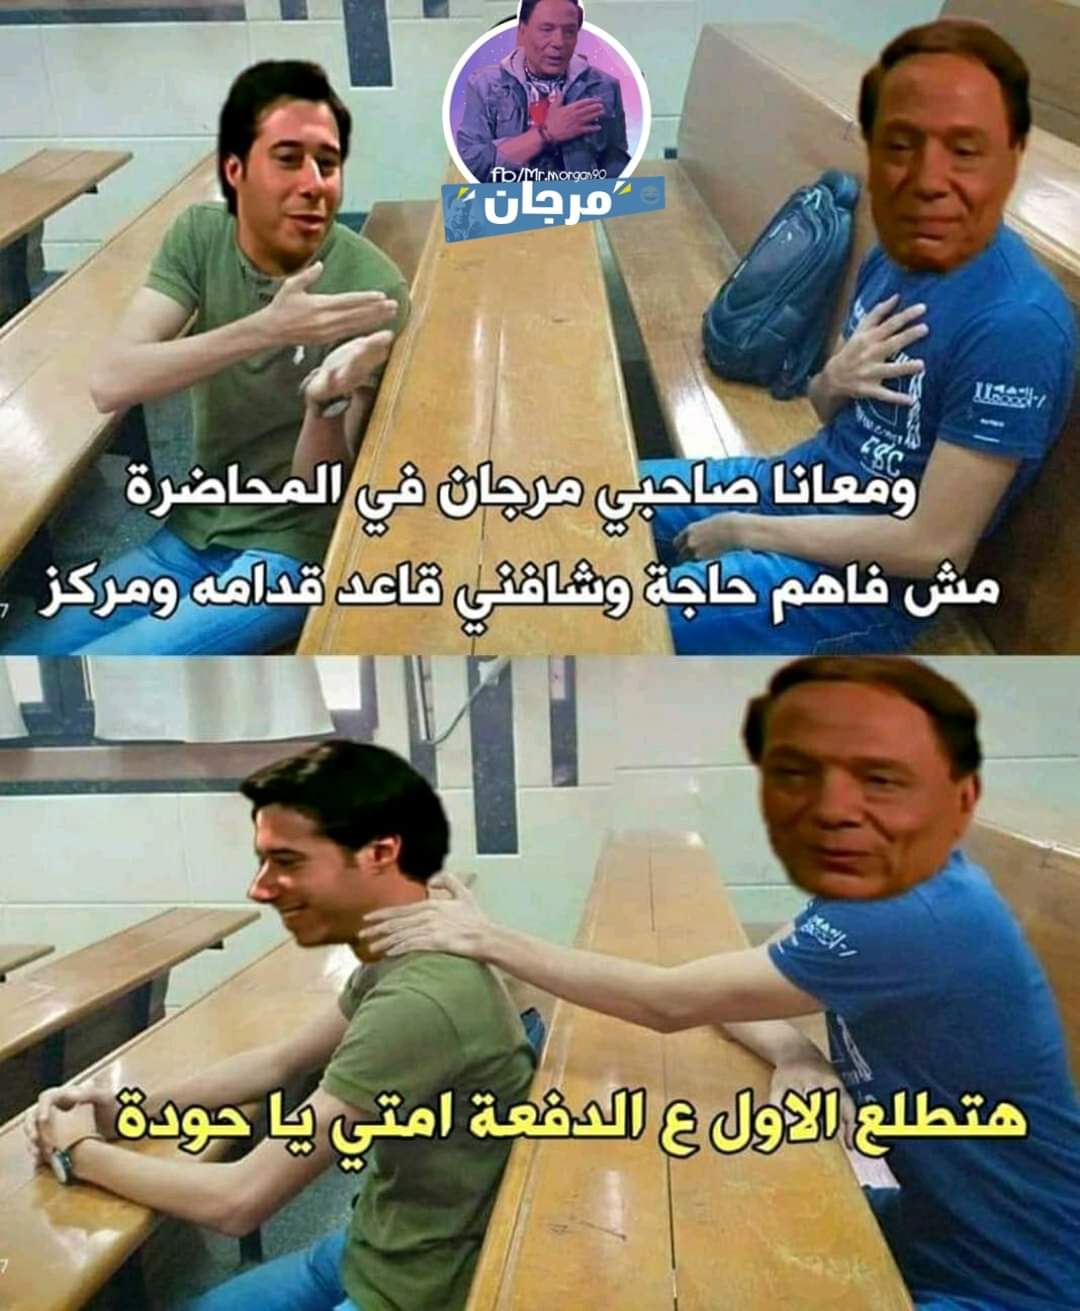 fb/Mr.morgan90
مرجان
ومعانا صاحبي مرجان في المحاضرة
مش فاهم حاجة وشافني قاعد قدامه ومركز
هتطلع الاول ع الدفعة امتي يا حودة